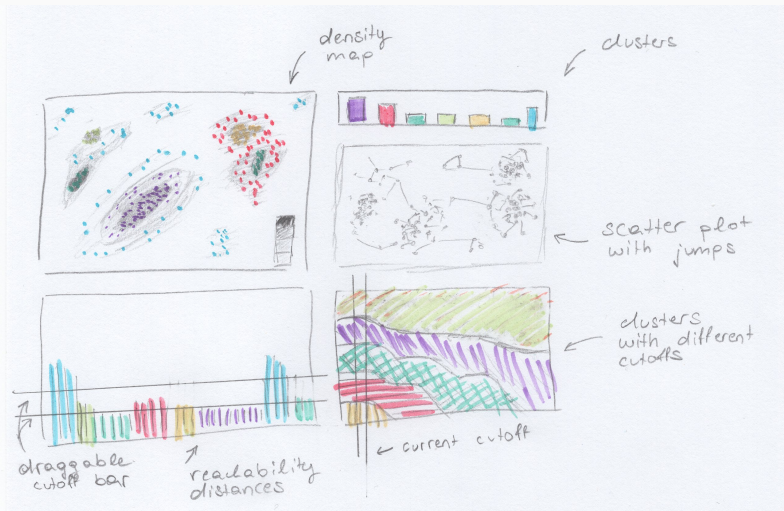 density
map
clusters
scatter plot
with jumps
clusters
with different
cutoffs
current cutoff
draggable
cutoff bar
reachability
distances